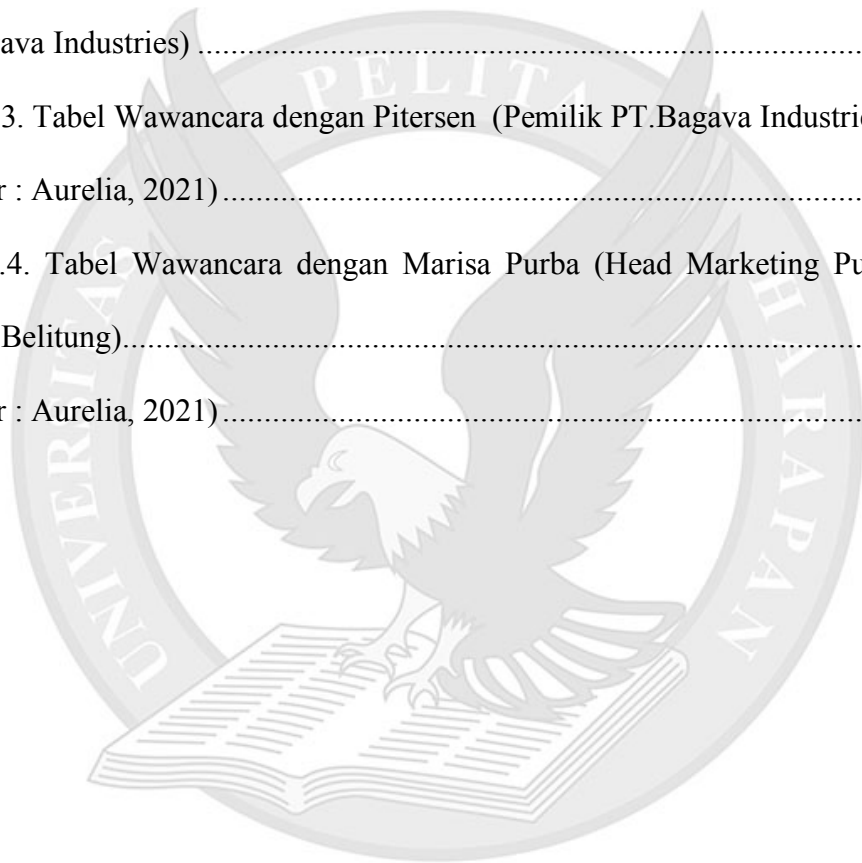 ava Industries)
3. Tabel Wawancara dengan Pitersen (Pemilik PT.Bagava Industri
r : Aurelia, 2021)
.4. Tabel Wawancara dengan Marisa Purba (Head Marketing Pu
Belitung)
r : Aurelia, 2021)
UNIVERSITAS PELITA HARAPAN